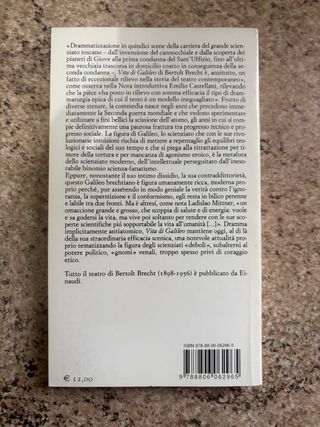 «Drammatizzazione in quindici scene della carriera del grande scien-
ziato toscano – dall'invenzione del cannocchiale e dalla scoperta dei
pianeti di Giove alla prima condanna del Sant'Uffizio, fino all'ulti-
ma vecchiaia trascorsa in domicilio coatto in conseguenza della se-
conda condanna –, Vita di Galileo di Bertolt Brecht è, anzitutto, un
fatto di eccezionale rilievo nella storia del teatro contemporaneo»,
come osserva nella Nota introduttiva Emilio Castellani, rilevando
che la pièce «ha posto in rilievo con somma efficacia il tipo di dram-
maturgia epica di cui il testo è un modello ineguagliato». Frutto di
diverse stesure, la commedia nasce negli anni che precedono imme-
diatamente la Seconda guerra mondiale e che vedono sperimentare
e utilizzare a fini bellici la scissione dell'atomo, gli anni in cui si com-
pie definitivamente una paurosa frattura tra progresso tecnico e pro-
gresso sociale. La figura di Galileo, lo scienziato che con le sue rivo-
luzionarie intuizioni rischia di mettere a repentaglio gli equilibri teo-
logici e sociali del suo tempo e che si piega alla ritrattazione per ti-
more della tortura e per mancanza di agonismo eroico, è la metafora
dello scienziato moderno, dell'intellettuale perseguitato dall'inevi-
tabile binomio scienza-fanatismo.
Eppure, nonostante il suo intimo dissidio, la sua contraddittorietà,
questo Galileo brechtiano è figura umanamente ricca, moderna pro-
prio perché, pur asserendo in modo geniale la verità contro l'igno-
ranza, la superstizione e il conformismo, egli resta in bilico perenne
e labile tra due fronti. Ma è altresì, come nota Ladislao Mittner, «un
omaccione grande e grosso, che scoppia di salute e di energia: vuole
e sa godersi la vita, ma vive poi soltanto per rendere con le sue sco-
perte scientifiche più sopportabile la vita all'umanità [...]». Dramma
implicitamente antiatomico, Vita di Galileo mantiene oggi, al di là
della sua straordinaria efficacia scenica, una notevole attualità pro-
prio tematizzando la figura degli scienziati «deboli», subalterni al
potere politico, «gnomi» venali, troppo spesso privi di coraggio
etico.
Tutto il teatro di Bertolt Brecht (1898-1956) è pubblicato da Ei-
naudi.
ISBN 978-88-06-06296-5
9 788806 062965
€ 12,00